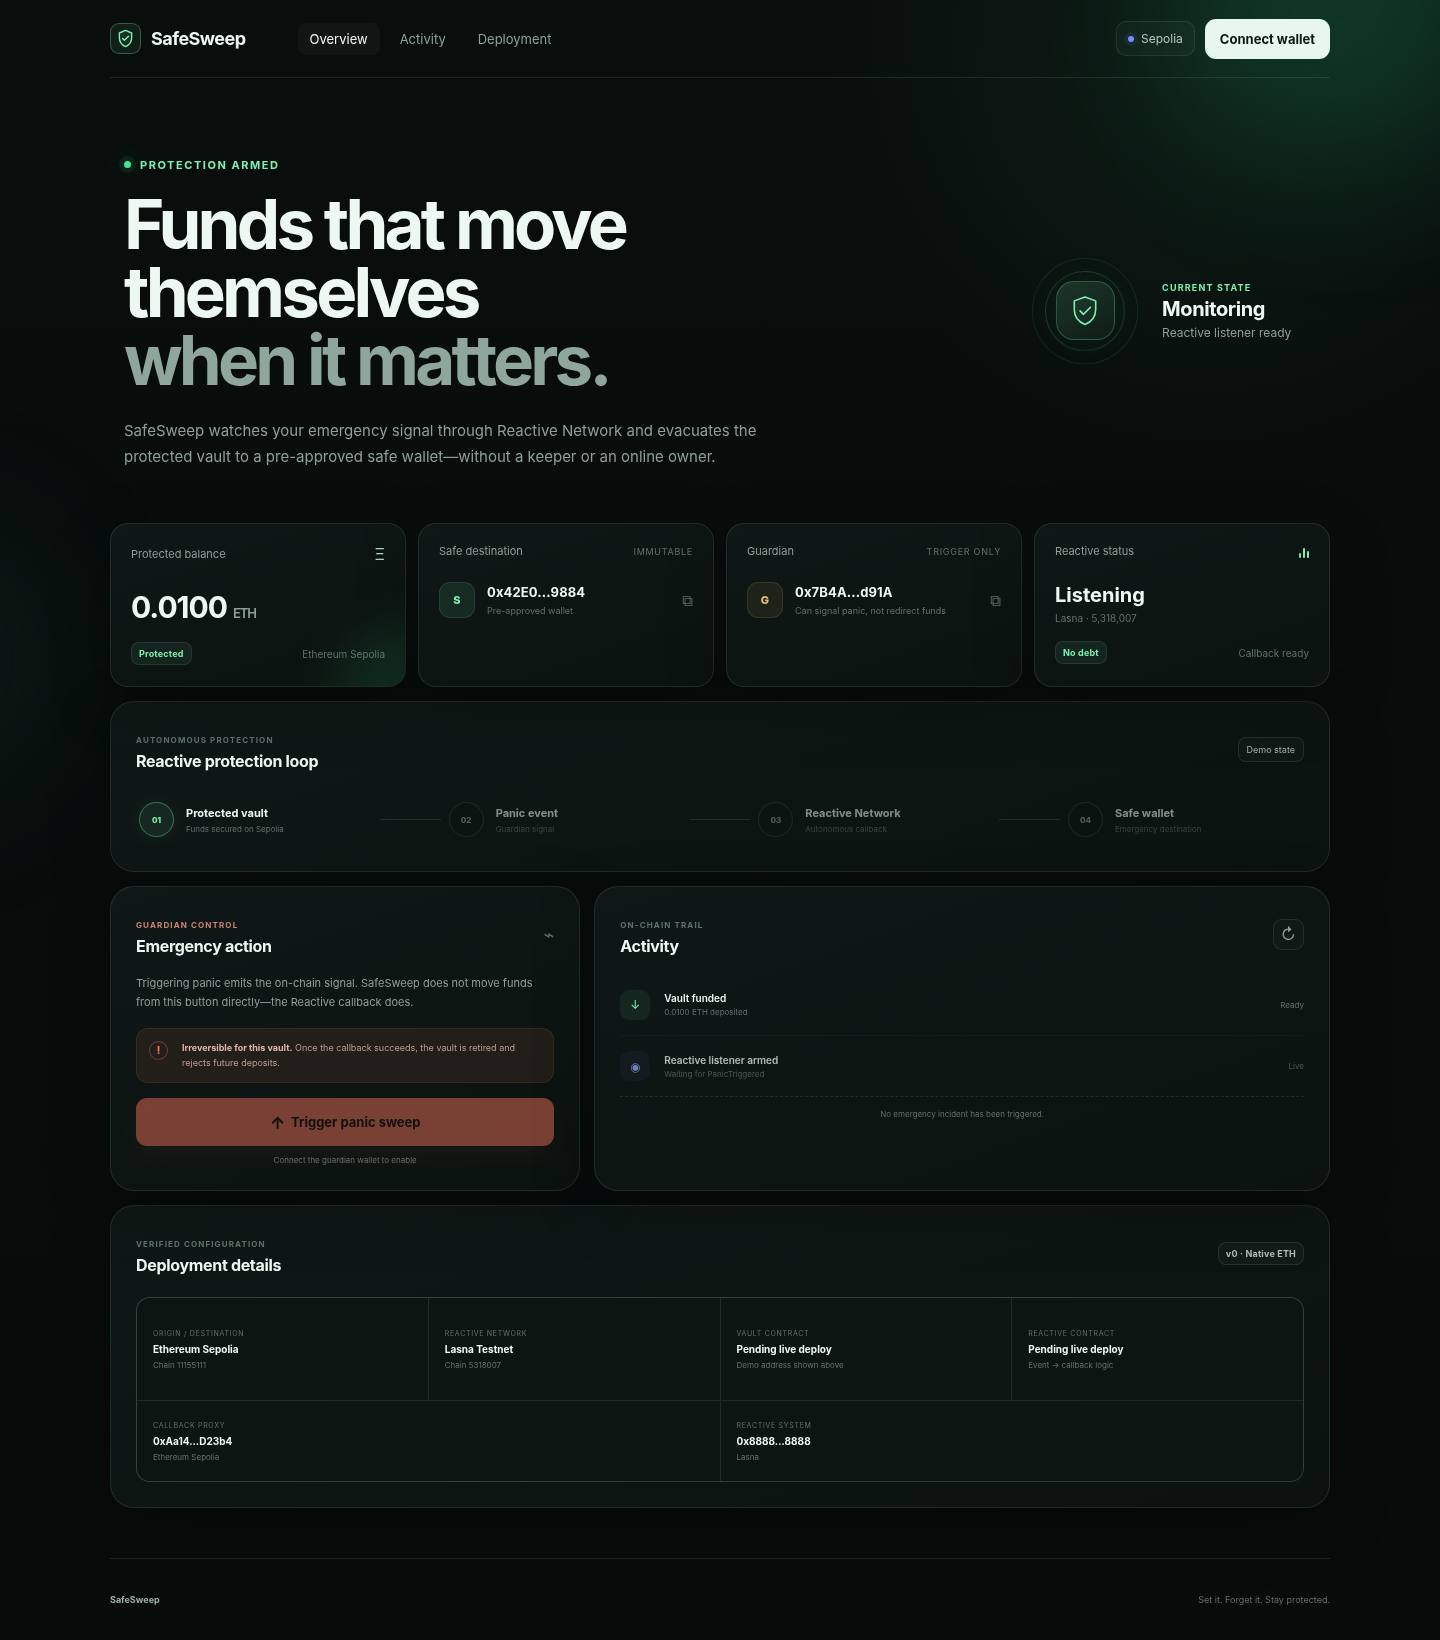 SafeSweep
Overview
Activity
Deployment
Sepolia
Connect wallet
PROTECTION ARMED
Funds that move
themselves
when it matters.
SafeSweep watches your emergency signal through Reactive Network and evacuates the
protected vault to a pre-approved safe wallet—without a keeper or an online owner.
CURRENT STATE
Monitoring
Reactive listener ready
Protected balance
Ξ
0.0100 ETH
Protected
Ethereum Sepolia
Safe destination
IMMUTABLE
S
0x42E0...9884
Pre-approved wallet
Guardian
TRIGGER ONLY
G
0x7B4A...d91A
Can signal panic, not redirect funds
Reactive status
Listening
Lasna · 5,318,007
No debt
Callback ready
AUTONOMOUS PROTECTION
Reactive protection loop
Demo state
01
Protected vault
Funds secured on Sepolia
02
Panic event
Guardian signal
03
Reactive Network
Autonomous callback
04
Safe wallet
Emergency destination
GUARDIAN CONTROL
Emergency action
Triggering panic emits the on-chain signal. SafeSweep does not move funds
from this button directly—the Reactive callback does.
!
Irreversible for this vault. Once the callback succeeds, the vault is retired and
rejects future deposits.
↑ Trigger panic sweep
Connect the guardian wallet to enable
ON-CHAIN TRAIL
Activity
↓
Vault funded
0.0100 ETH deposited
Ready
Reactive listener armed
Waiting for PanicTriggered
Live
No emergency incident has been triggered.
VERIFIED CONFIGURATION
Deployment details
v0 · Native ETH
ORIGIN / DESTINATION
Ethereum Sepolia
Chain 11155111
REACTIVE NETWORK
Lasna Testnet
Chain 5318007
VAULT CONTRACT
Pending live deploy
Demo address shown above
REACTIVE CONTRACT
Pending live deploy
Event → callback logic
CALLBACK PROXY
0xAa14...D23b4
Ethereum Sepolia
REACTIVE SYSTEM
0x8888...8888
Lasna
SafeSweep
Set it. Forget it. Stay protected.